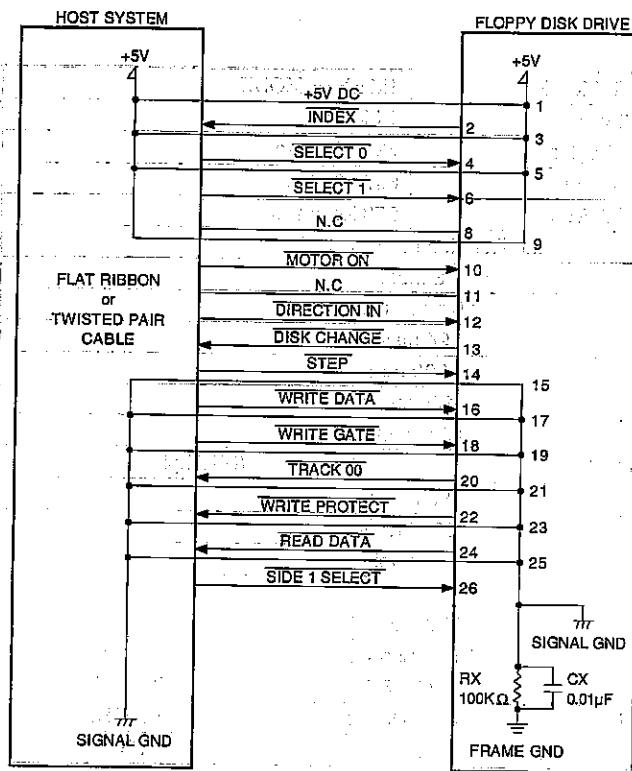 HOST SYSTEM
FLOPPY DISK DRIVE
+5V
+5V
+5V DC
1
INDEX
2
3
SELECT 0
4
5
SELECT 1
6
N.C
8
9
MOTOR ON
10
N.C
11
FLAT RIBBON
or
TWISTED PAIR
CABLE
DIRECTION IN
12
DISK CHANGE
13
STEP
14
15
WRITE DATA
16
17
WRITE GATE
18
19
TRACK 00
20
21
WRITE PROTECT
22
23
READ DATA
24
25
SIDE 1 SELECT
26
SIGNAL GND
RX
100KΩ
CX
0.01µF
SIGNAL GND
FRAME GND